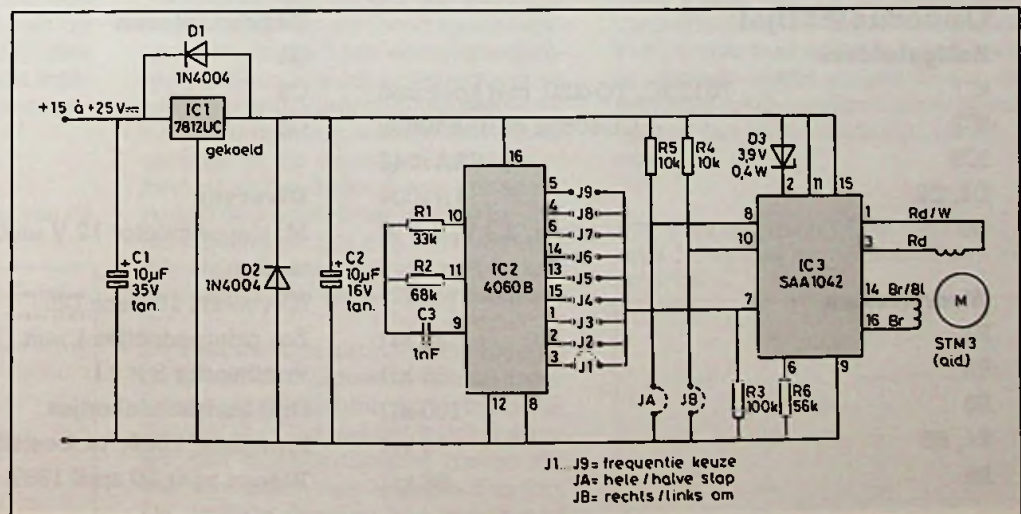 D1
1N4004
+15 à +25V
IC1
7812UC
gekoeld
C1
10µF
35V
tan.
D2
1N4004
C2
10µF
16V
tan.
R1
33k
R2
68k
C3
1nF
10
11
9
16
IC2
4060B
12
8
5
4
6
14
13
15
1
2
3
J9
J8
J7
J6
J5
J4
J3
J2
J1
R5
10k
R4
10k
JA
JB
D3
3,9V
0,4W
2
11
15
8
10
7
IC3
SAA1042
1
3
14
16
6
9
R3
100k
R6
56k
Rd/W
Rd
Br/Bl
Br
M
STM3
(aid.)
J1... J9= frequentie keuze
JA= hele/halve stap
JB= rechts/links om